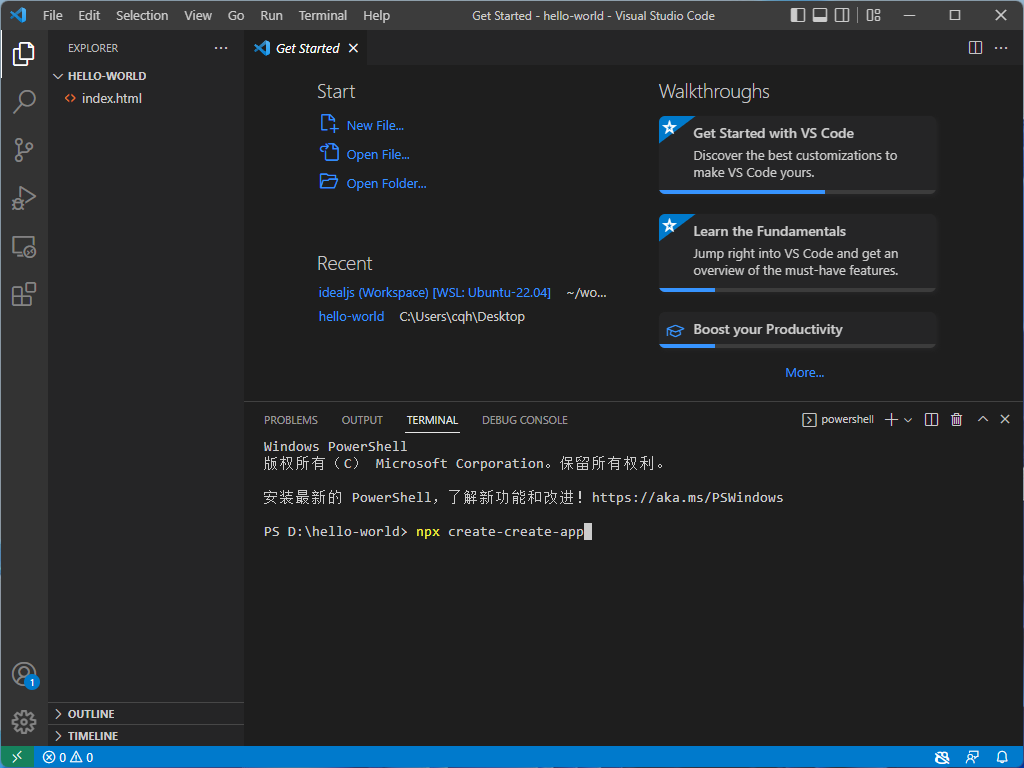 File Edit Selection View Go Run Terminal Help Get Started - hello-world - Visual Studio Code
EXPLORER
HELLO-WORLD
index.html
Get Started
Start
New File...
Open File...
Open Folder...
Recent
idealjs (Workspace) [WSL: Ubuntu-22.04] ~/wo...
hello-world C:\Users\cqh\Desktop
Walkthroughs
Get Started with VS Code
Discover the best customizations to
make VS Code yours.
Learn the Fundamentals
Jump right into VS Code and get an
overview of the must-have features.
Boost your Productivity
More...
PROBLEMS OUTPUT TERMINAL DEBUG CONSOLE powershell
Windows PowerShell
版权所有（C） Microsoft Corporation。保留所有权利。
安装最新的 PowerShell，了解新功能和改进！https://aka.ms/PSWindows
PS D:\hello-world> npx create-create-app
1
OUTLINE
TIMELINE
0 0